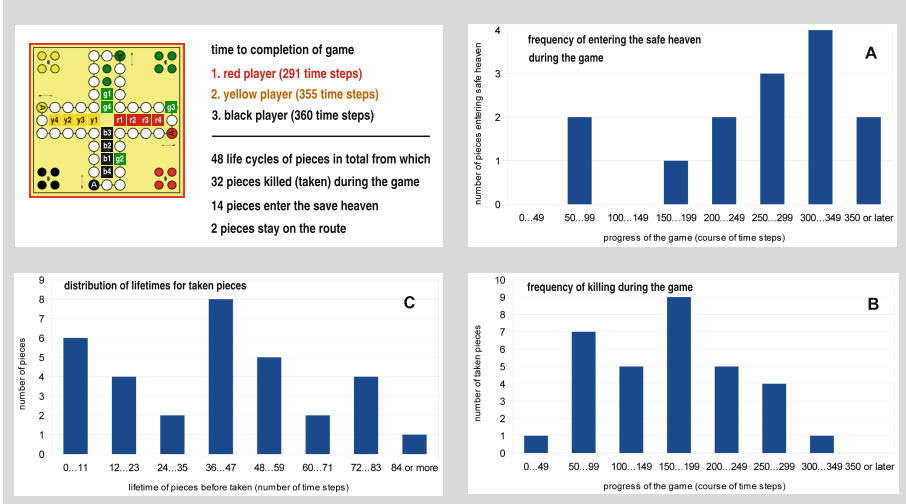 time to completion of game
1. red player (291 time steps)
2. yellow player (355 time steps)
3. black player (360 time steps)
48 life cycles of pieces in total from which
32 pieces killed (taken) during the game
14 pieces enter the save heaven
2 pieces stay on the route
A
g1
g4
g3
A
y4 y3 y2 y1
r1 r2 r3 r4
b3
A
b2
b1 g2
b4
A
frequency of entering the safe heaven
during the game
A
number of pieces entering safe heaven
4
3
2
1
0
0...49 50...99 100...149 150...199 200...249 250...299 300...349 350 or later
progress of the game (course of time steps)
distribution of lifetimes for taken pieces
C
number of pieces
9
8
7
6
5
4
3
2
1
0
0...11 12...23 24...35 36...47 48...59 60...71 72...83 84 or more
lifetime of pieces before taken (number of time steps)
frequency of killing during the game
B
number of taken pieces
10
9
8
7
6
5
4
3
2
1
0
0...49 50...99 100...149 150...199 200...249 250...299 300...349 350 or later
progress of the game (course of time steps)